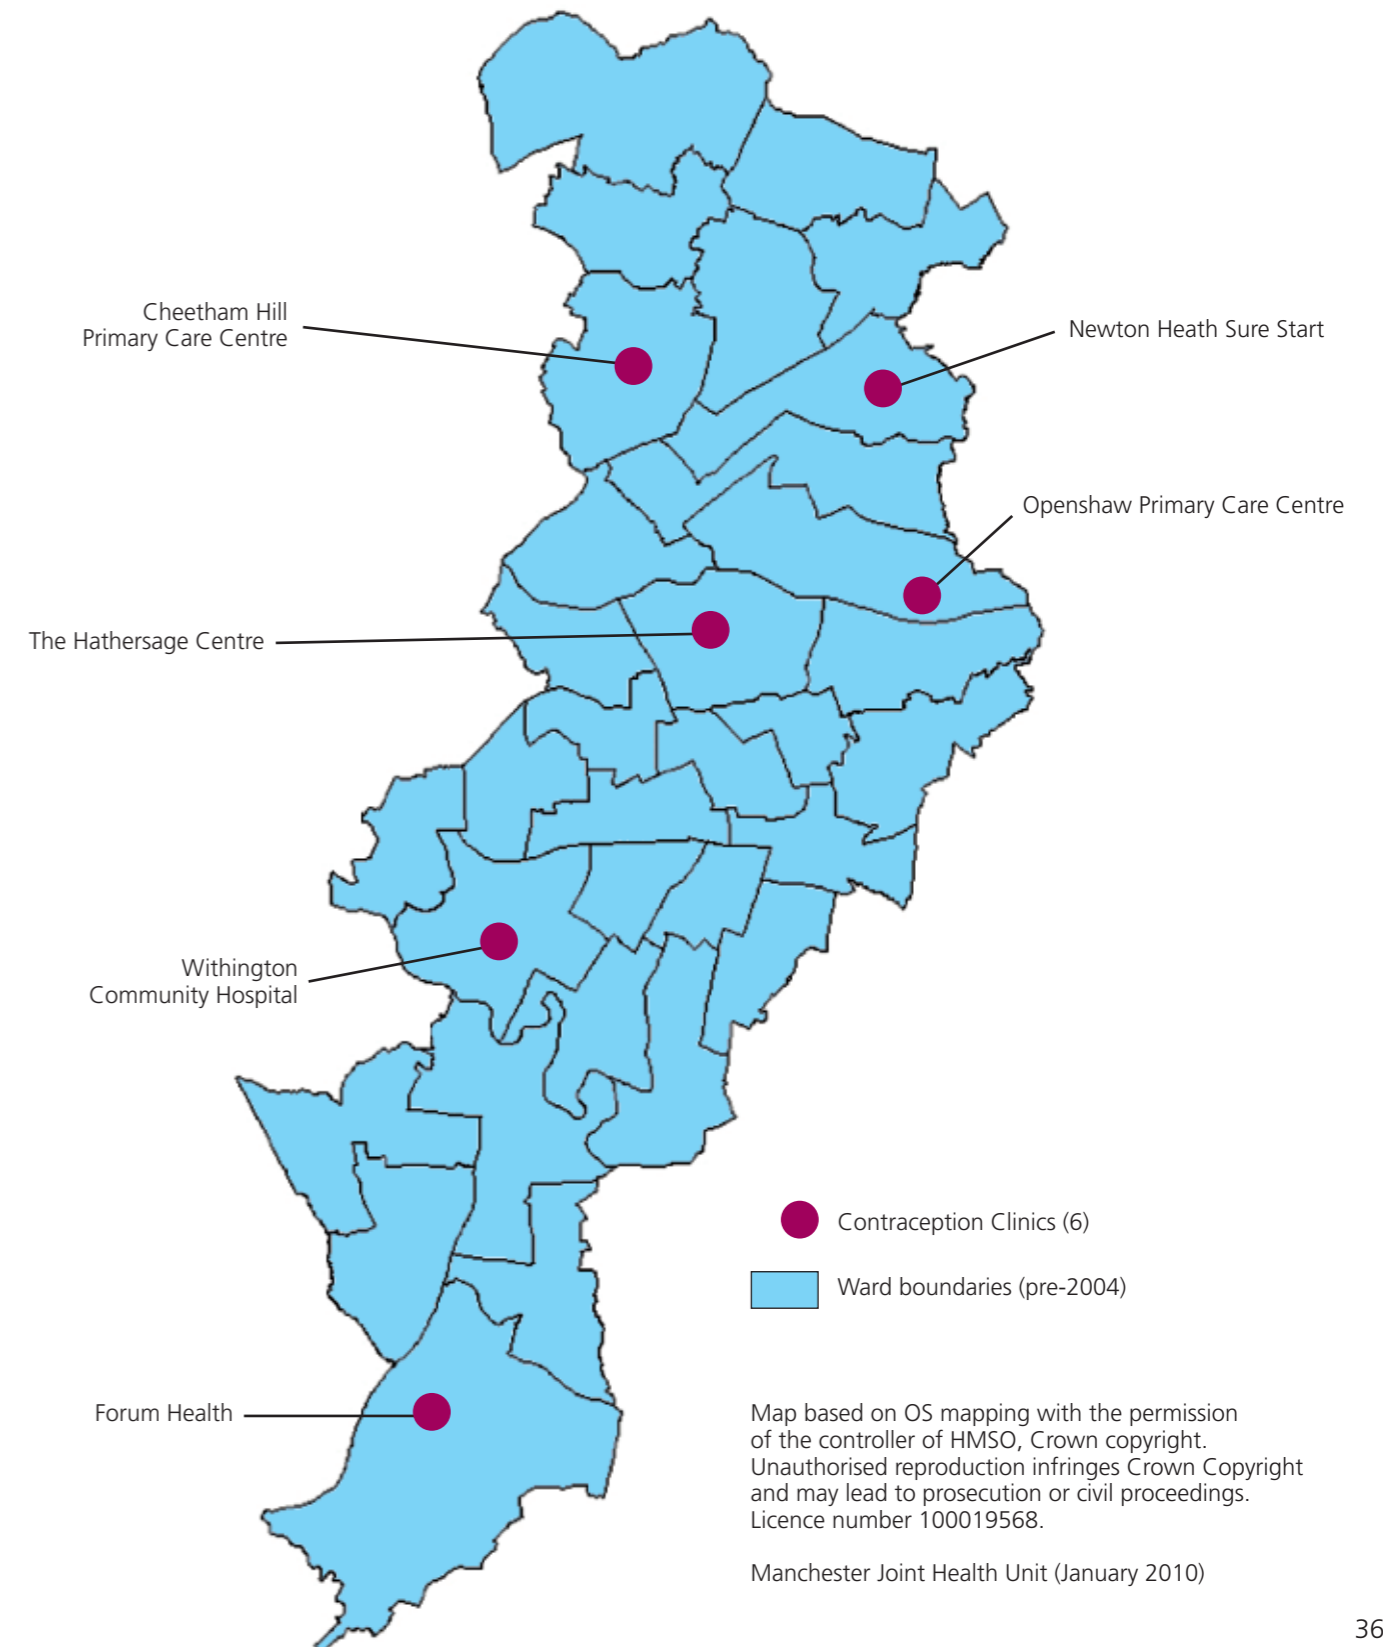 Cheetham Hill
Primary Care Centre
Newton Heath Sure Start
Openshaw Primary Care Centre
The Hathersage Centre
Withington
Community Hospital
Contraception Clinics (6)
Ward boundaries (pre-2004)
Forum Health
Map based on OS mapping with the permission
of the controller of HMSO, Crown copyright.
Unauthorised reproduction infringes Crown Copyright
and may lead to prosecution or civil proceedings.
Licence number 100019568.
Manchester Joint Health Unit (January 2010)
36